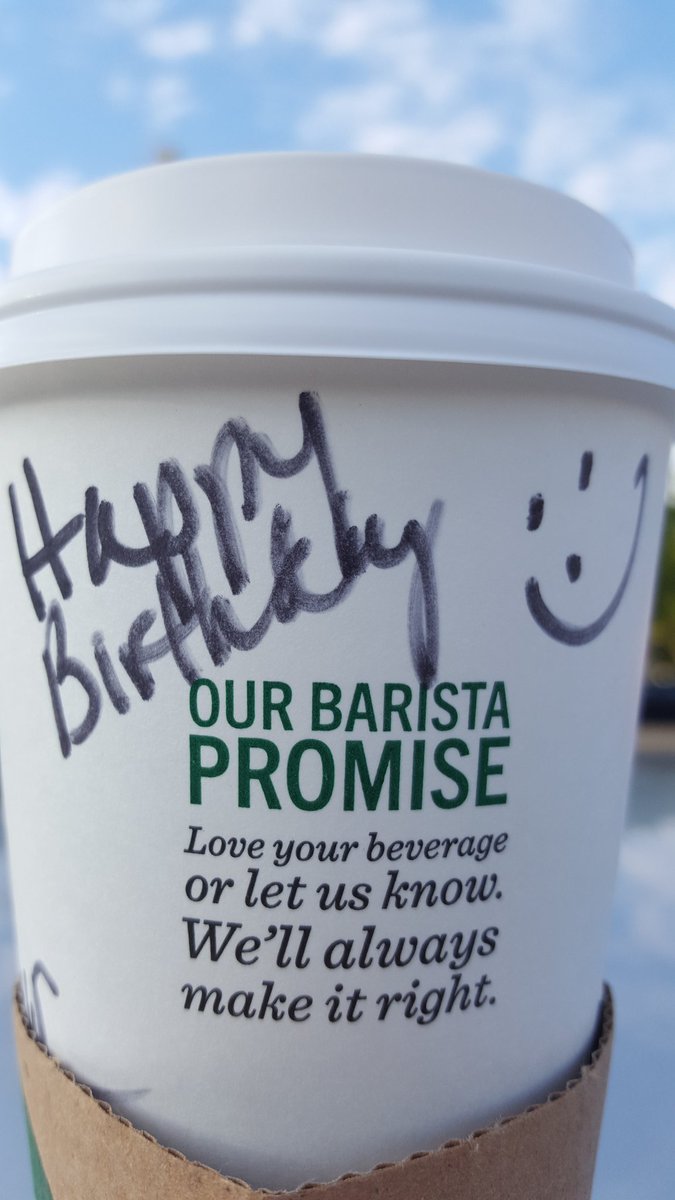 Happy
Birthday
OUR BARISTA
PROMISE
Love your beverage
or let us know.
We'll always
make it right.